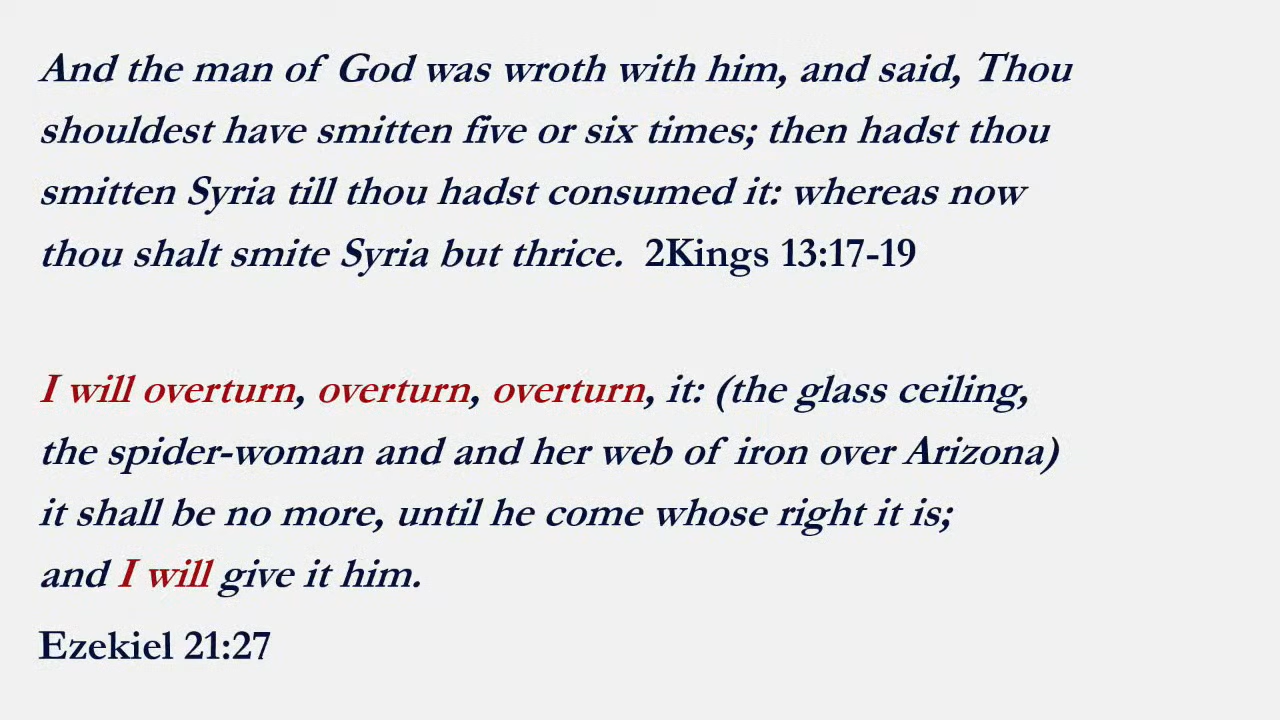 And the man of God was wroth with him, and said, Thou
shouldest have smitten five or six times; then hadst thou
smitten Syria till thou hadst consumed it: whereas now
thou shalt smite Syria but thrice. 2Kings 13:17-19
I will overturn, overturn, overturn, it: (the glass ceiling,
the spider-woman and and her web of iron over Arizona)
it shall be no more, until he come whose right it is;
and I will give it him.
Ezekiel 21:27